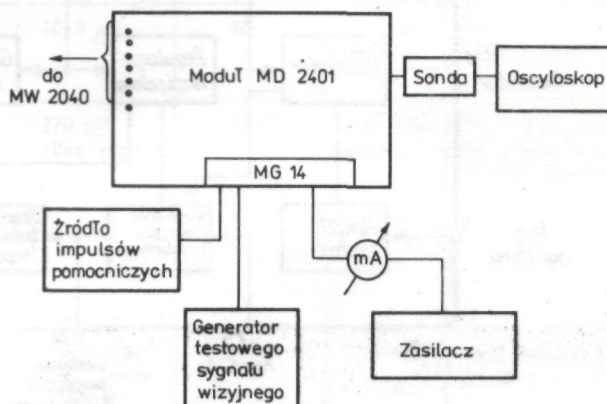 do
MW 2040
Moduł MD 2401
Sonda
Oscyloskop
MG 14
Źródło
impulsów
pomocniczych
mA
Generator
testowego
sygnału
wizyjnego
Zasilacz